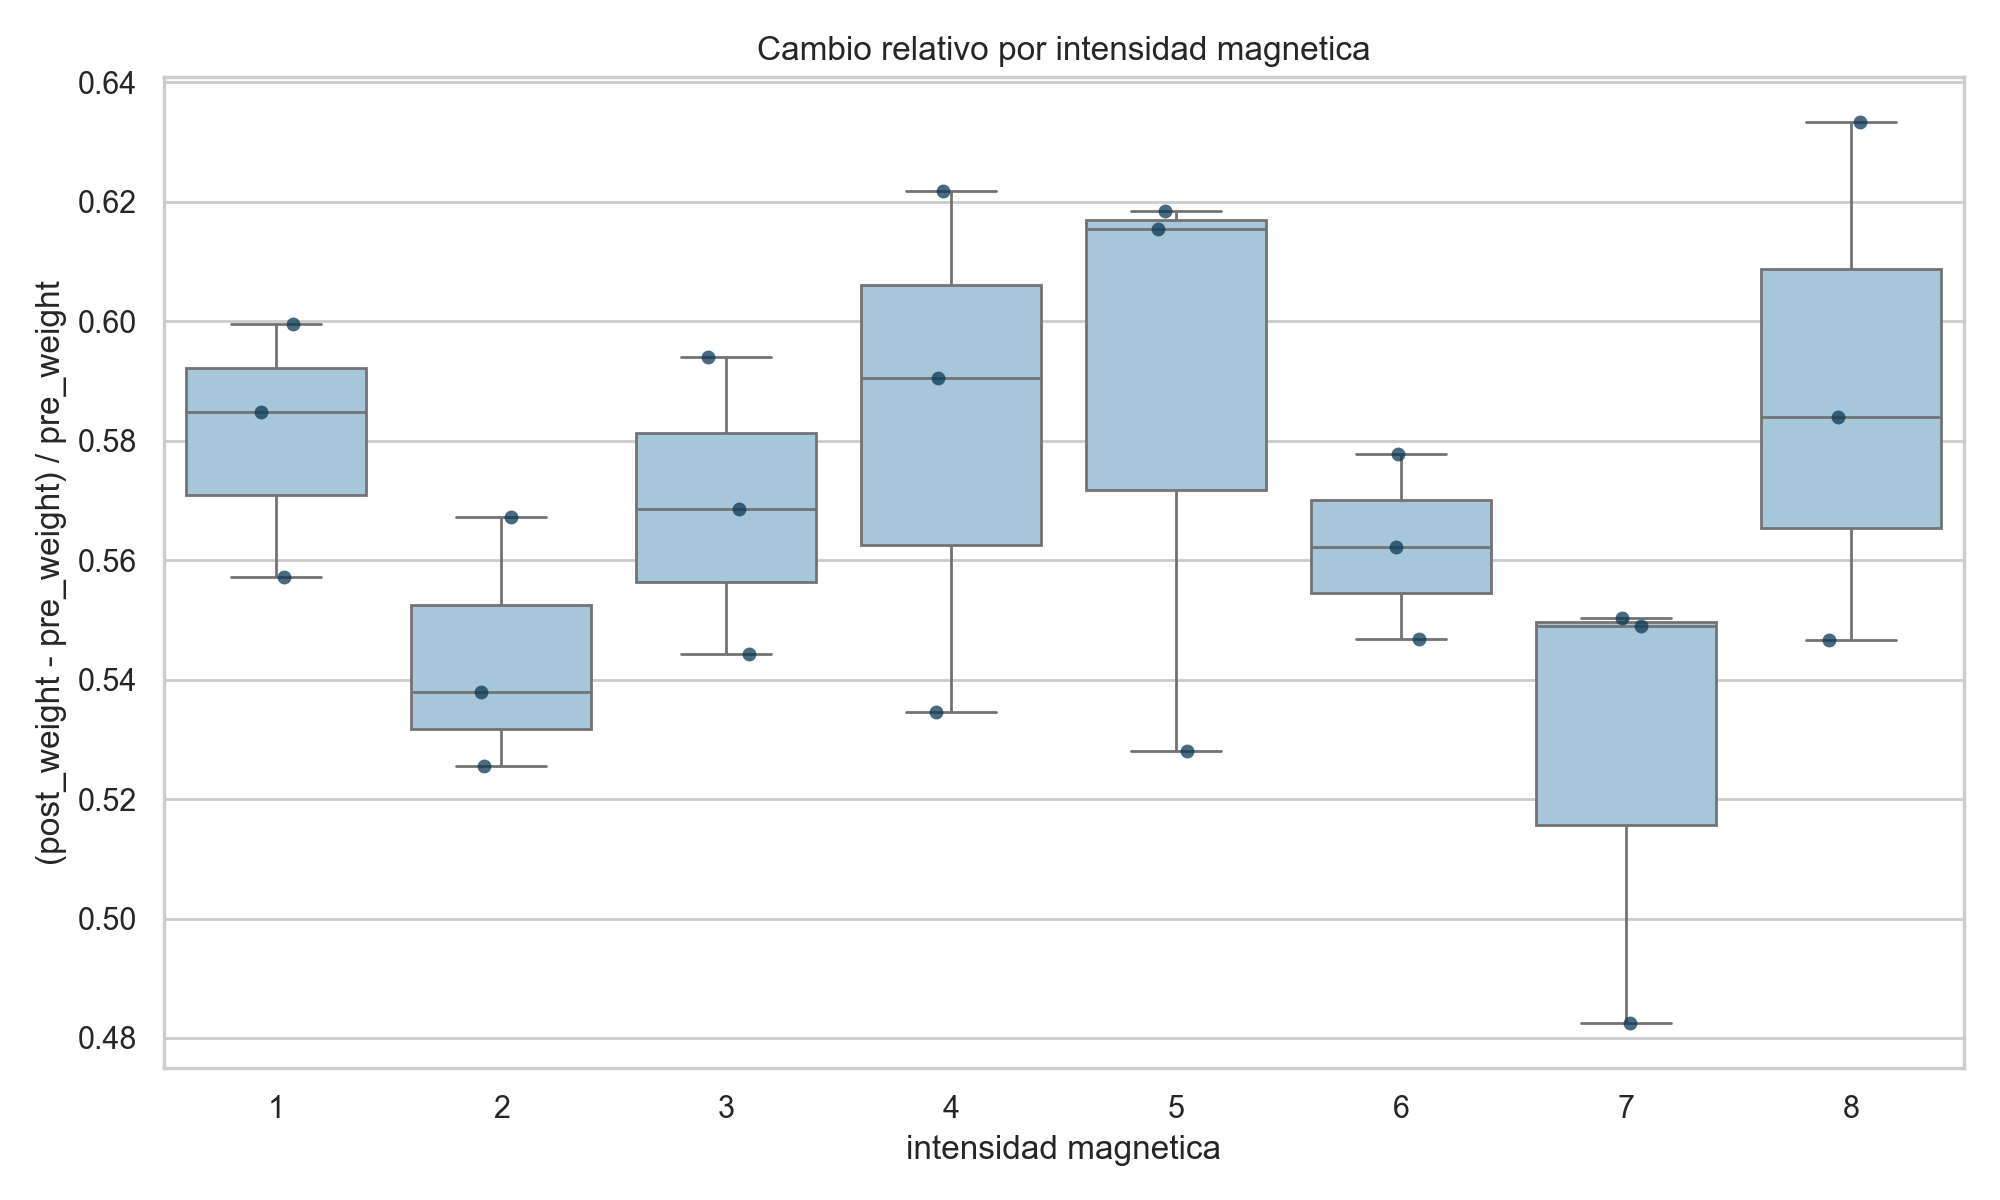 Cambio relativo por intensidad magnetica
(post_weight - pre_weight) / pre_weight
0.64
0.62
0.60
0.58
0.56
0.54
0.52
0.50
0.48
1 2 3 4 5 6 7 8
intensidad magnetica